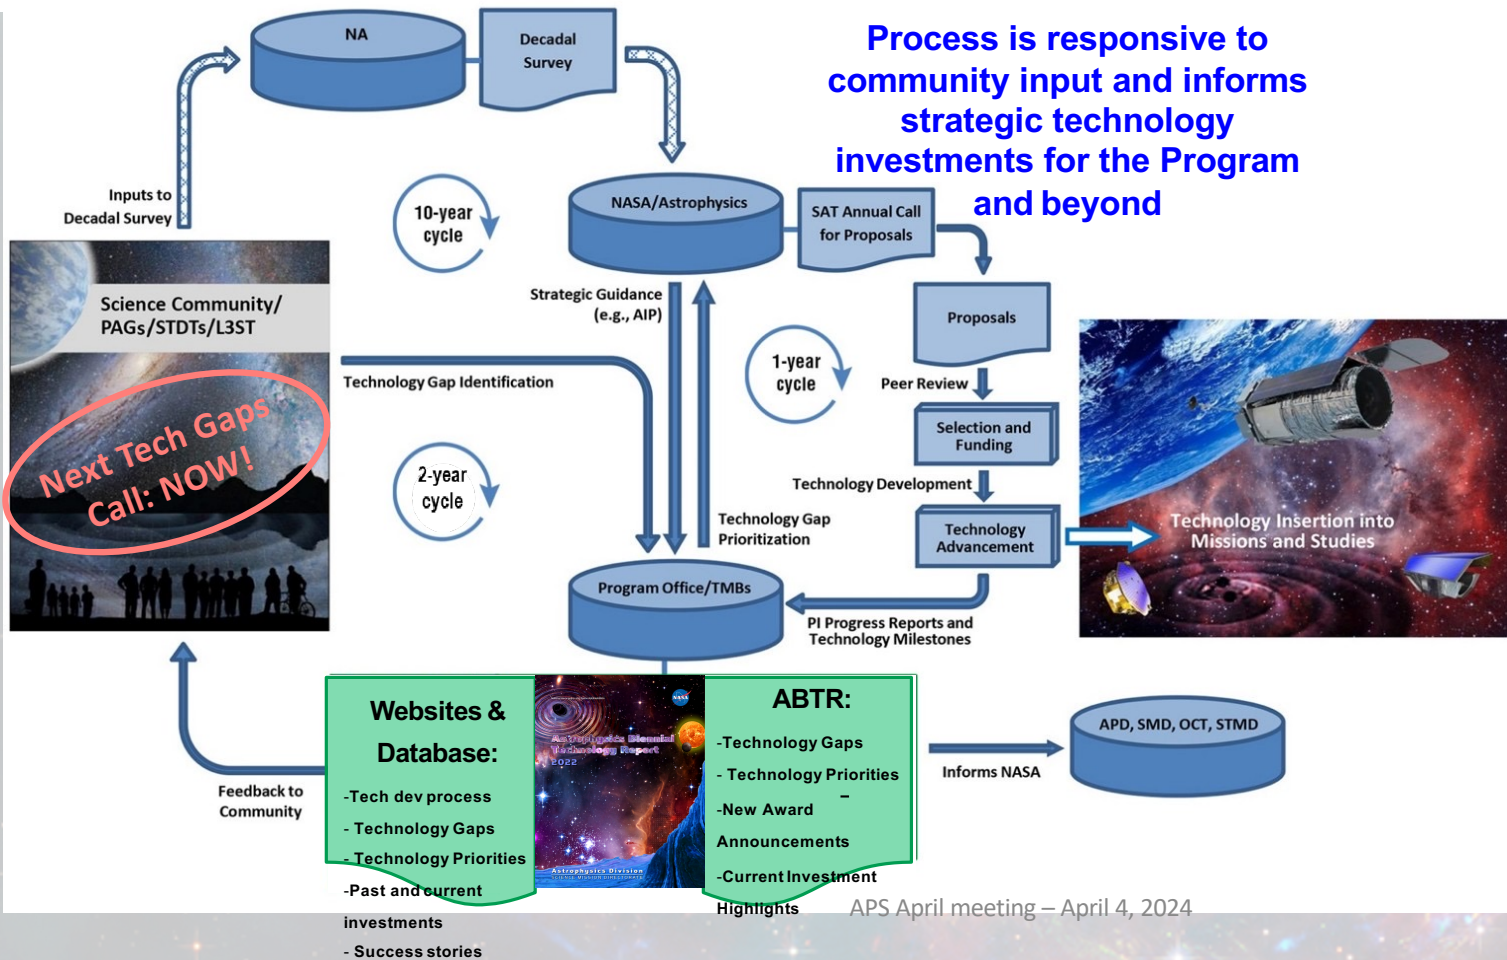 Process is responsive to
community input and informs
strategic technology
investments for the Program
and beyond
NA
Decadal
Survey
Inputs to
Decadal Survey
10-year
cycle
NASA/Astrophysics
SAT Annual Call
for Proposals
Science Community/
PAGs/STDTs/L3ST
Strategic Guidance
(e.g., AIP)
Proposals
1-year
cycle
Technology Gap Identification
Peer Review
Next Tech Gaps
Call: NOW!
Selection and
Funding
2-year
cycle
Technology Development
Technology Gap
Prioritization
Technology
Advancement
Technology Insertion into
Missions and Studies
Program Office/TMBs
PI Progress Reports and
Technology Milestones
Feedback to
Community
Websites &
Database:
-Tech dev process
- Technology Gaps
- Technology Priorities
-Past and current
investments
- Success stories
NASA
Astrophysics Biennial
Technology Report
2022
Astrophysics Division
SCIENCE MISSION DIRECTORATE
ABTR:
-Technology Gaps
- Technology Priorities
–
-New Award
Announcements
-Current Investment
Highlights
Informs NASA
APD, SMD, OCT, STMD
APS April meeting – April 4, 2024